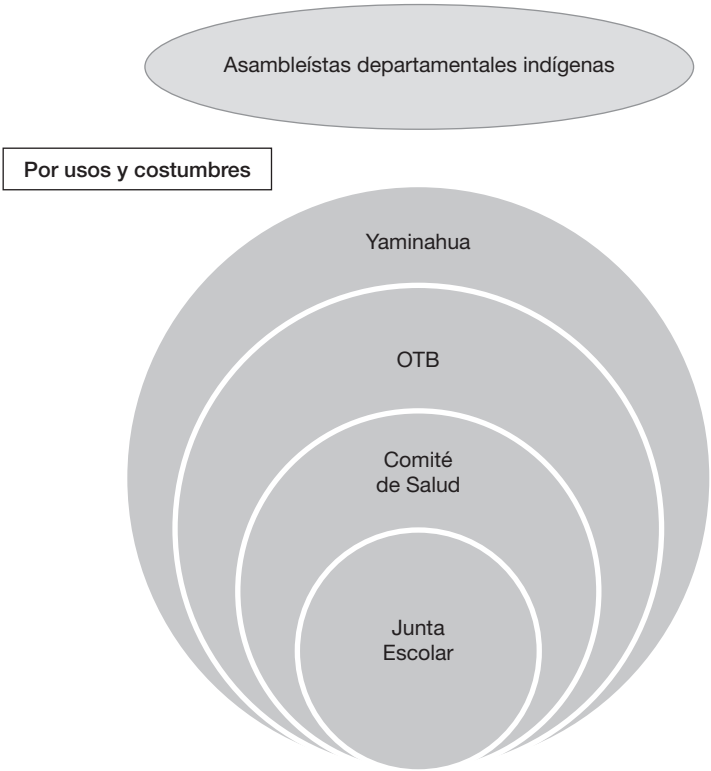 Asambleístas departamentales indígenas
Por usos y costumbres
Yaminahua
OTB
Comité
de Salud
Junta
Escolar